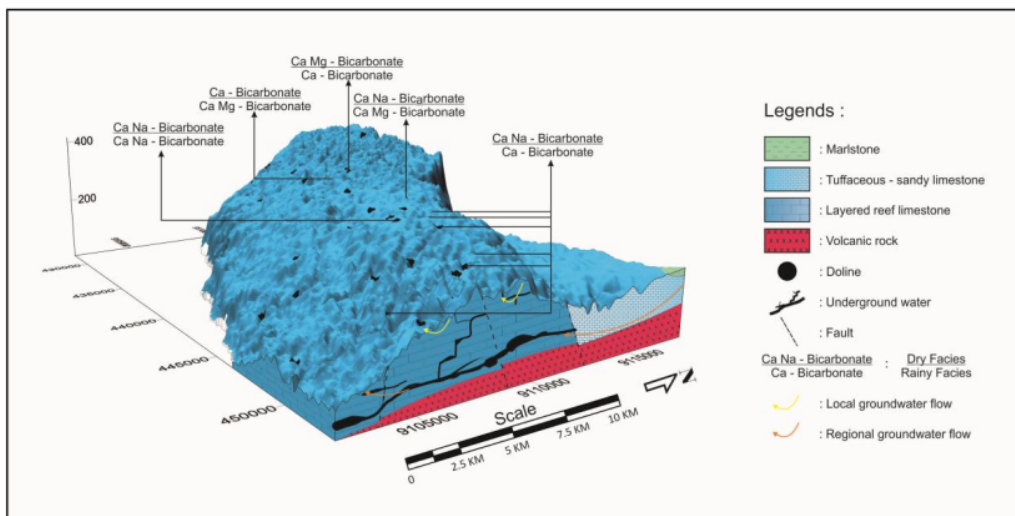 Ca Mg - Bicarbonate
Ca - Bicarbonate
Ca - Bicarbonate
Ca Mg - Bicarbonate
Ca Na - Bicarbonate
Ca Mg - Bicarbonate
Ca Na - Bicarbonate
Ca Na - Bicarbonate
Ca Na - Bicarbonate
Ca - Bicarbonate
400
200
435000
440000
445000
450000
9105000
9110000
9115000
Scale
0
2.5 KM
5 KM
7.5 KM
10 KM
N
Legends :
: Marlstone
: Tuffaceous - sandy limestone
: Layered reef limestone
: Volcanic rock
: Doline
: Underground water
: Fault
Ca Na - Bicarbonate : Dry Facies
Ca - Bicarbonate Rainy Facies
: Local groundwater flow
: Regional groundwater flow